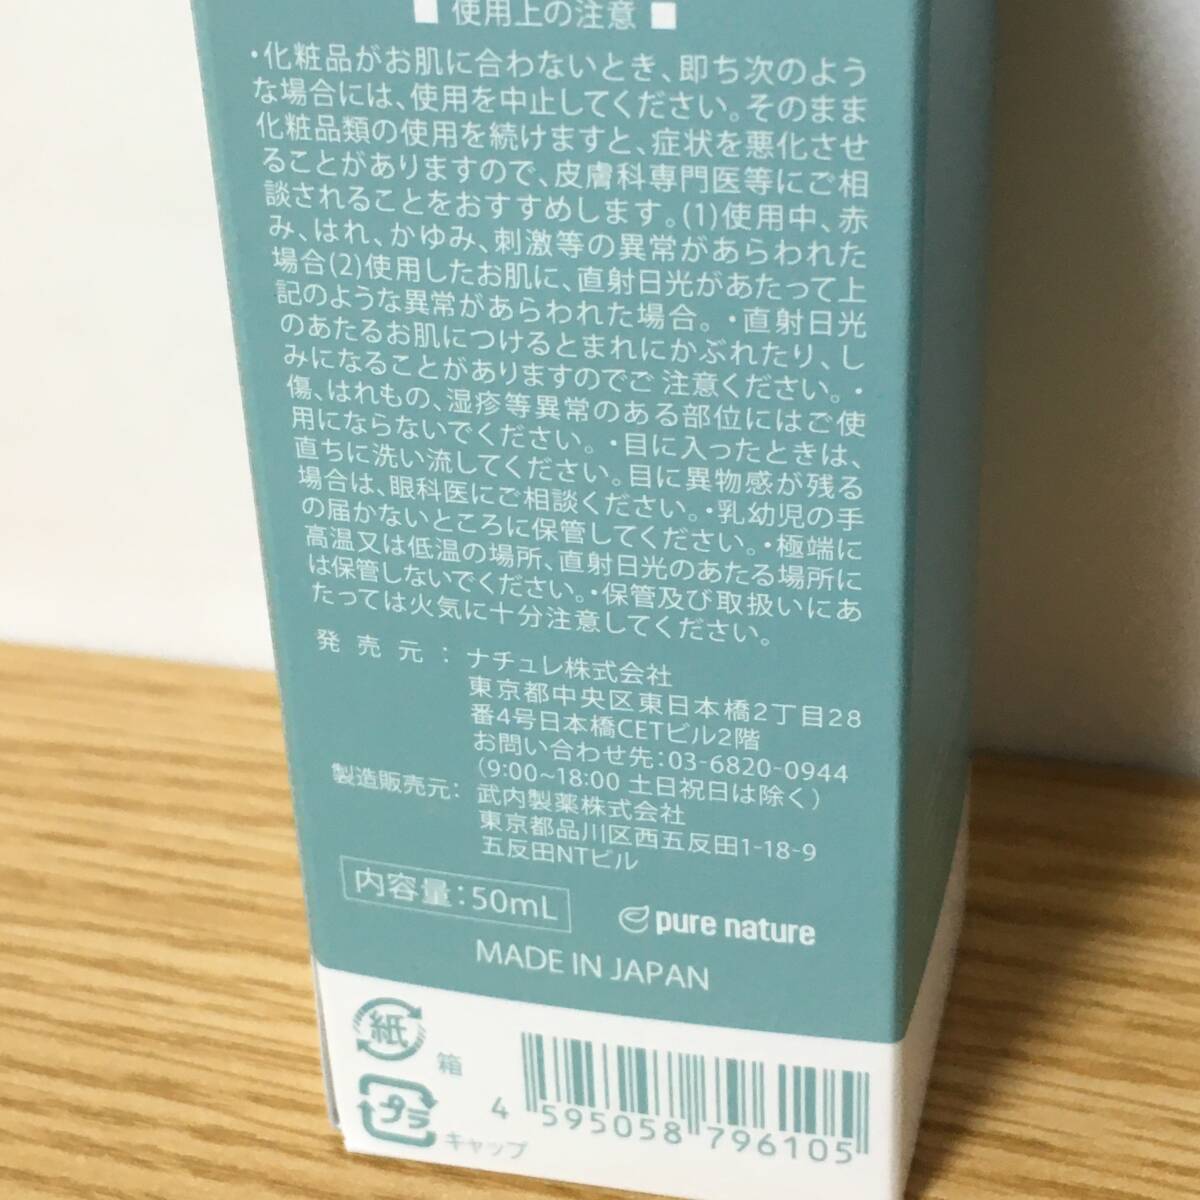 ■ 使用上の注意 ■
・化粧品がお肌に合わないとき、即ち次のよう
な場合には、使用を中止してください。そのまま
化粧品類の使用を続けますと、症状を悪化させ
ることがありますので、皮膚科専門医等にご相
談されることをおすすめします。(1)使用中、赤
み、はれ、かゆみ、刺激等の異常があらわれた
場合(2)使用したお肌に、直射日光があたって上
記のような異常があらわれた場合。・直射日光
のあたるお肌につけるとまれにかぶれたり、し
みになることがありますのでご 注意ください。・
傷、はれもの、湿疹等異常のある部位にはご使
用にならないでください。・目に入ったときは、
直ちに洗い流してください。目に異物感が残る
場合は、眼科医にご相談ください。・乳幼児の手
の届かないところに保管してください。・極端に
高温又は低温の場所、直射日光のあたる場所に
は保管しないでください。・保管及び取扱いにあ
たっては火気に十分注意してください。
発売元：ナチュレ株式会社
東京都中央区東日本橋2丁目28
番4号日本橋CETビル2階
お問い合わせ先：03-6820-0944
(9:00~18:00 土日祝日は除く)
製造販売元：武内製薬株式会社
東京都品川区西五反田1-18-9
五反田NTビル
内容量：50mL
pure nature
MADE IN JAPAN
紙 箱
プラ キャップ
4 595058 796105